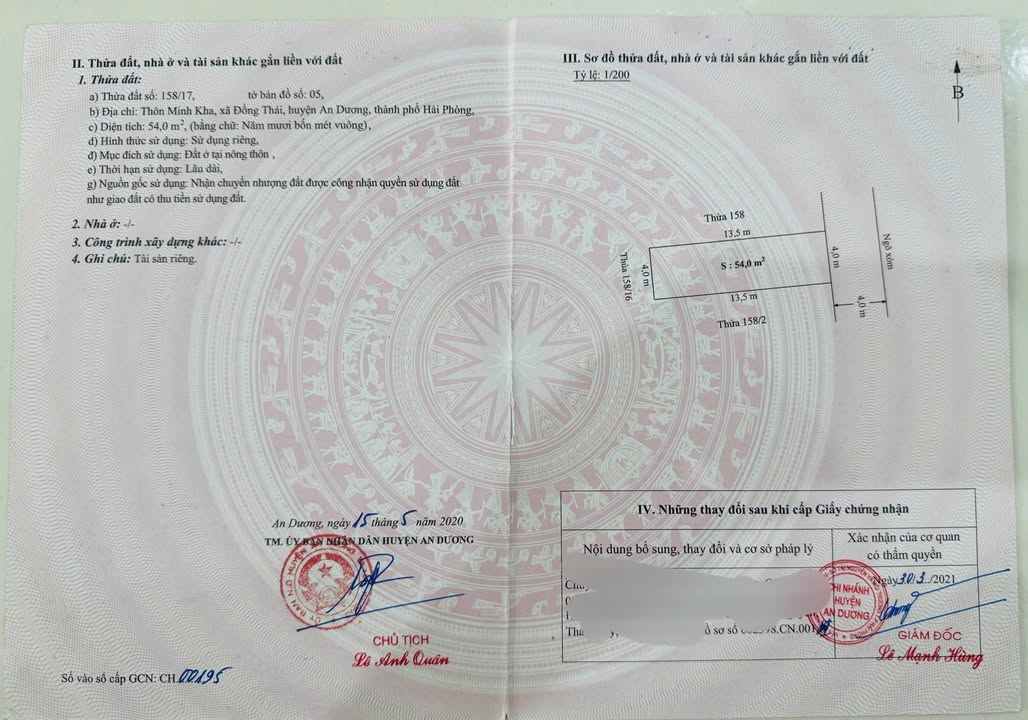 II. Thửa đất, nhà ở và tài sản khác gắn liền với đất
1. Thửa đất:
a) Thửa đất số: 158/17, tờ bản đồ số: 05,
b) Địa chỉ: Thôn Minh Kha, xã Đồng Thái, huyện An Dương, thành phố Hải Phòng,
c) Diện tích: 54,0 m², (bằng chữ: Năm mươi bốn mét vuông),
d) Hình thức sử dụng: Sử dụng riêng,
đ) Mục đích sử dụng: Đất ở tại nông thôn ,
e) Thời hạn sử dụng: Lâu dài,
g) Nguồn gốc sử dụng: Nhận chuyển nhượng đất được công nhận quyền sử dụng đất
như giao đất có thu tiền sử dụng đất.
2. Nhà ở: -/-
3. Công trình xây dựng khác: -/-
4. Ghi chú: Tài sản riêng.
An Dương, ngày 15 tháng 5 năm 2020
TM. ỦY BAN NHÂN DÂN HUYỆN AN DƯƠNG
CHỦ TỊCH
Lê Anh Quân
Số vào sổ cấp GCN: CH.00195
III. Sơ đồ thửa đất, nhà ở và tài sản khác gắn liền với đất
Tỷ lệ: 1/200
B
Thửa 158
13,5 m
Thửa 158/16
4,0 m
S : 54,0 m²
4,0 m
Ngõ xóm
4,0 m
13,5 m
Thửa 158/2
IV. Những thay đổi sau khi cấp Giấy chứng nhận
Nội dung bổ sung, thay đổi và cơ sở pháp lý
Xác nhận của cơ quan
có thẩm quyền
Ngày 30/3../2021
CHI NHÁNH
HUYỆN
AN DƯƠNG
GIÁM ĐỐC
Lê Mạnh Hùng